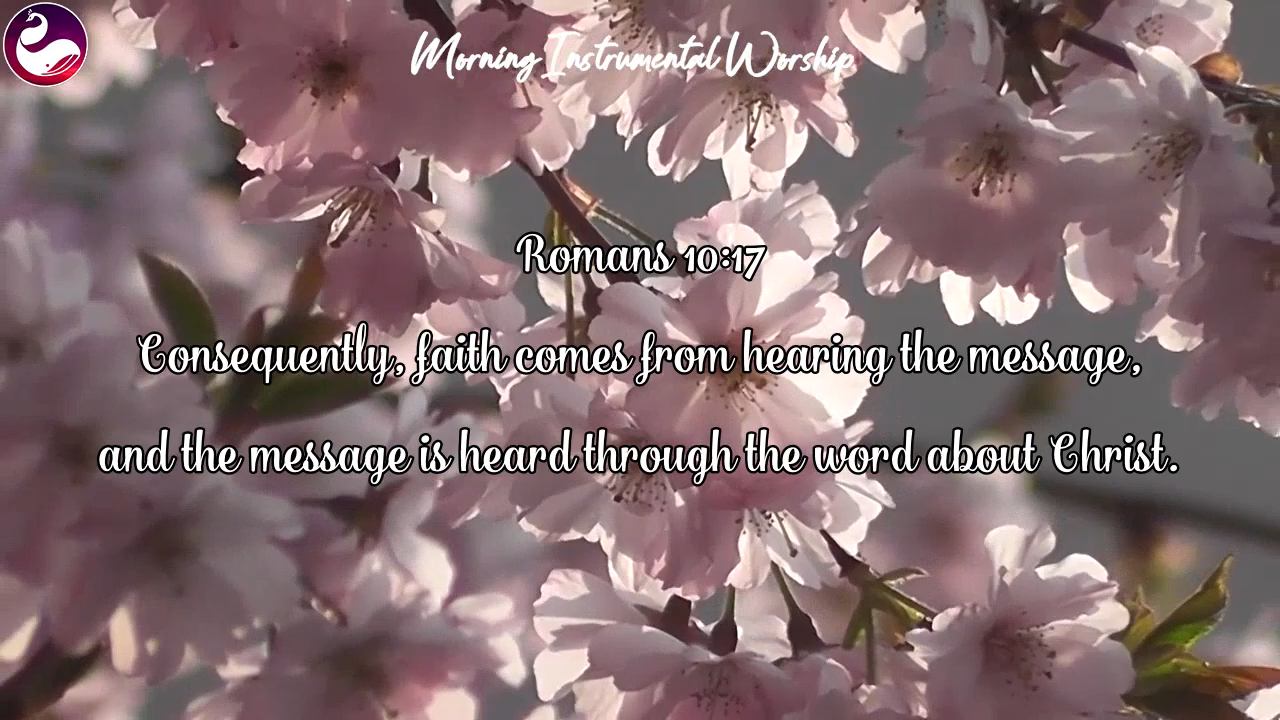 Morning Instrumental Worship
Romans 10:17
Consequently, faith comes from hearing the message,
and the message is heard through the word about Christ.